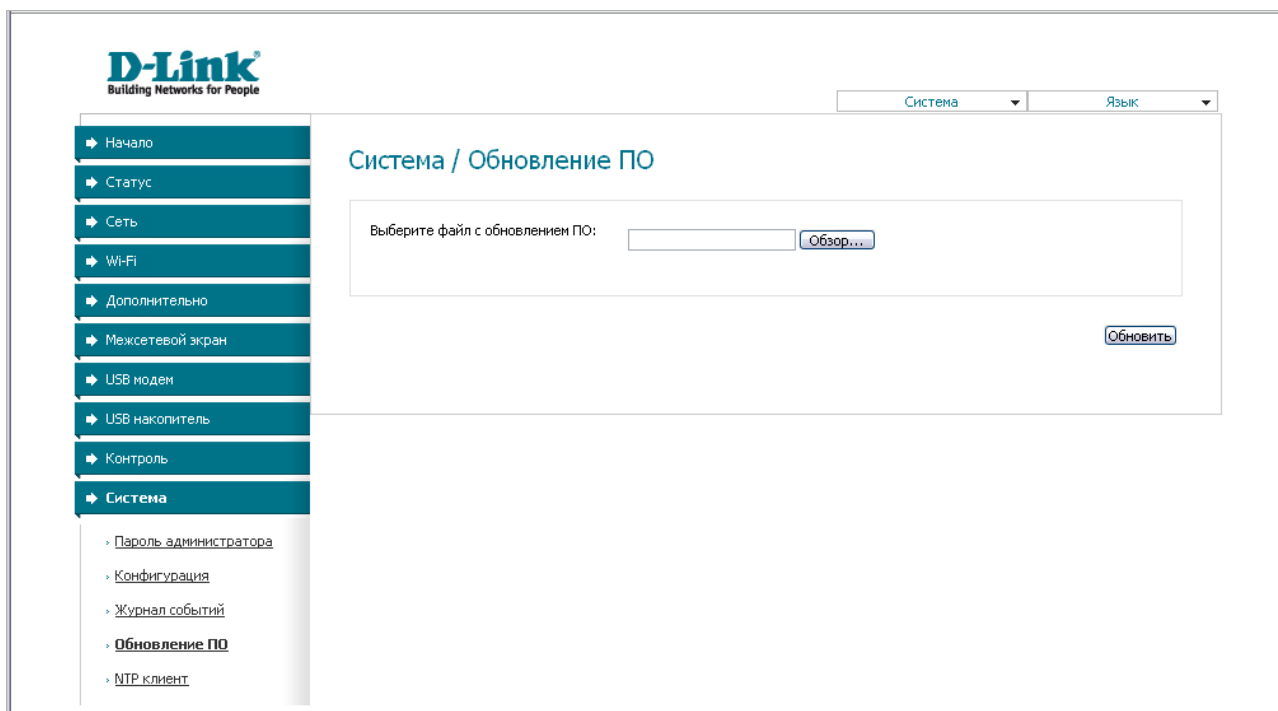 D-Link
Building Networks for People
Система
Язык
Начало
Статус
Сеть
Wi-Fi
Дополнительно
Межсетевой экран
USB модем
USB накопитель
Контроль
Система
Пароль администратора
Конфигурация
Журнал событий
Обновление ПО
NTP клиент
Система / Обновление ПО
Выберите файл с обновлением ПО:
Обзор...
Обновить